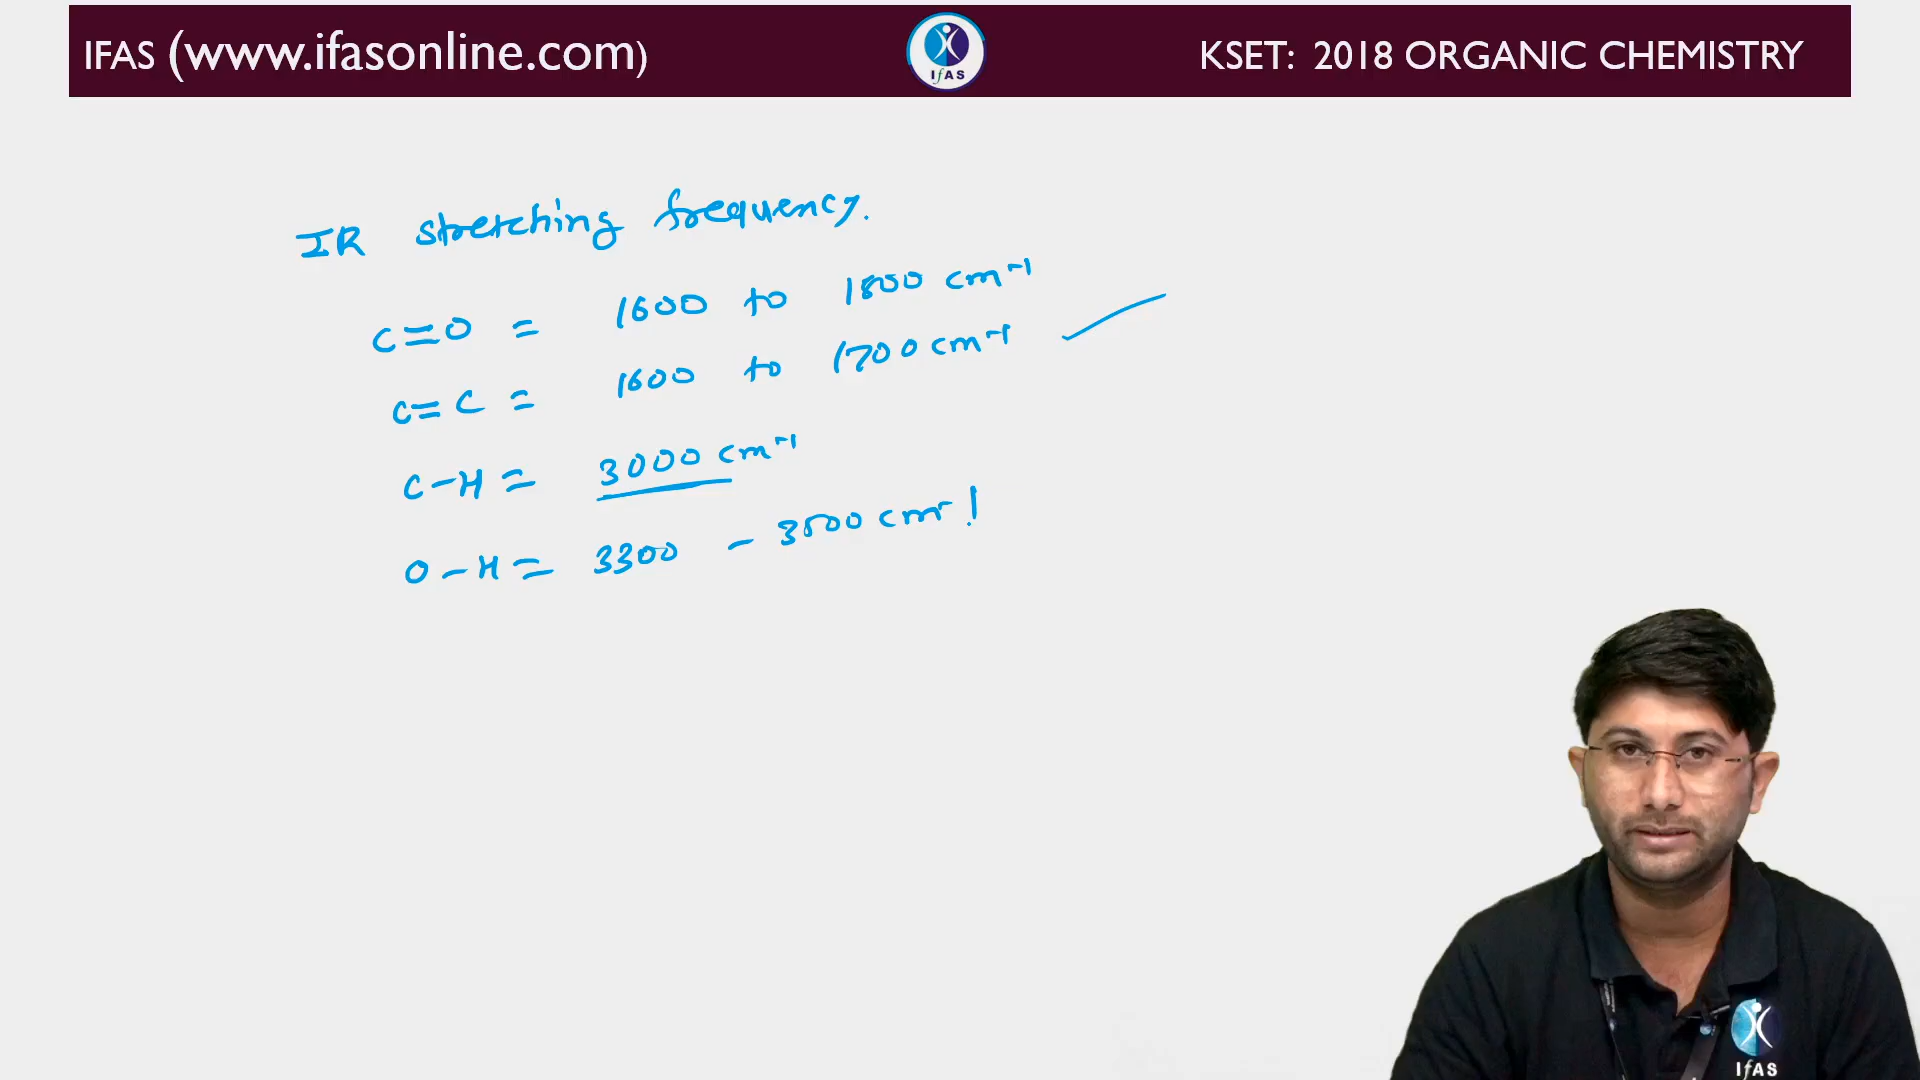 IFAS (www.ifasonline.com)
IfAS
KSET: 2018 ORGANIC CHEMISTRY
IR stretching frequency.
C=O = 1600 to 1800 cm⁻¹
C=C = 1600 to 1700 cm⁻¹
C-H = 3000 cm⁻¹
O-H = 3300 - 3500 cm⁻¹
IfAS